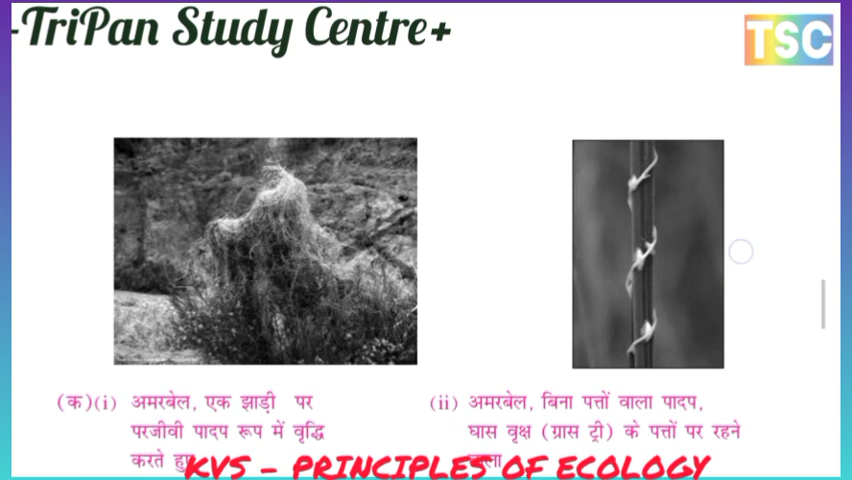 -TriPan Study Centre+
TSC
(क)(i) अमरबेल, एक झाड़ी पर
परजीवी पादप रूप में वृद्धि
करते हुए
(ii) अमरबेल, बिना पत्तों वाला पादप,
घास वृक्ष (ग्रास ट्री) के पत्तों पर रहने
KVS - PRINCIPLES OF ECOLOGY